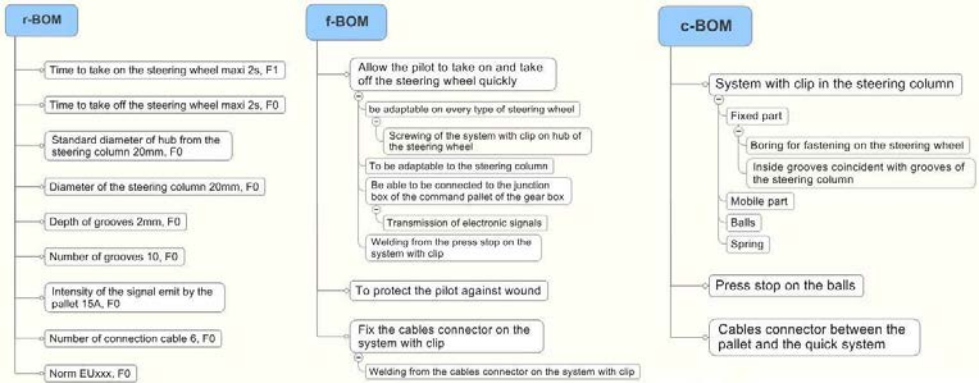 r-BOM
Time to take on the steering wheel maxi 2s, F1
Time to take off the steering wheel maxi 2s, F0
Standard diameter of hub from the
steering column 20mm, F0
Diameter of the steering column 20mm, F0
Depth of grooves 2mm, F0
Number of grooves 10, F0
Intensity of the signal emit by the
pallet 15A, F0
Number of connection cable 6, F0
Norm EUxxx, F0
f-BOM
Allow the pilot to take on and take
off the steering wheel quickly
be adaptable on every type of steering wheel
Screwing of the system with clip on hub of
the steering wheel
To be adaptable to the steering column
Be able to be connected to the junction
box of the command pallet of the gear box
Transmission of electronic signals
Welding from the press stop on the
system with clip
To protect the pilot against wound
Fix the cables connector on the
system with clip
Welding from the cables connector on the system with clip
c-BOM
System with clip in the steering column
Fixed part
Boring for fastening on the steering wheel
Inside grooves coincident with grooves of
the steering column
Mobile part
Balls
Spring
Press stop on the balls
Cables connector between the
pallet and the quick system